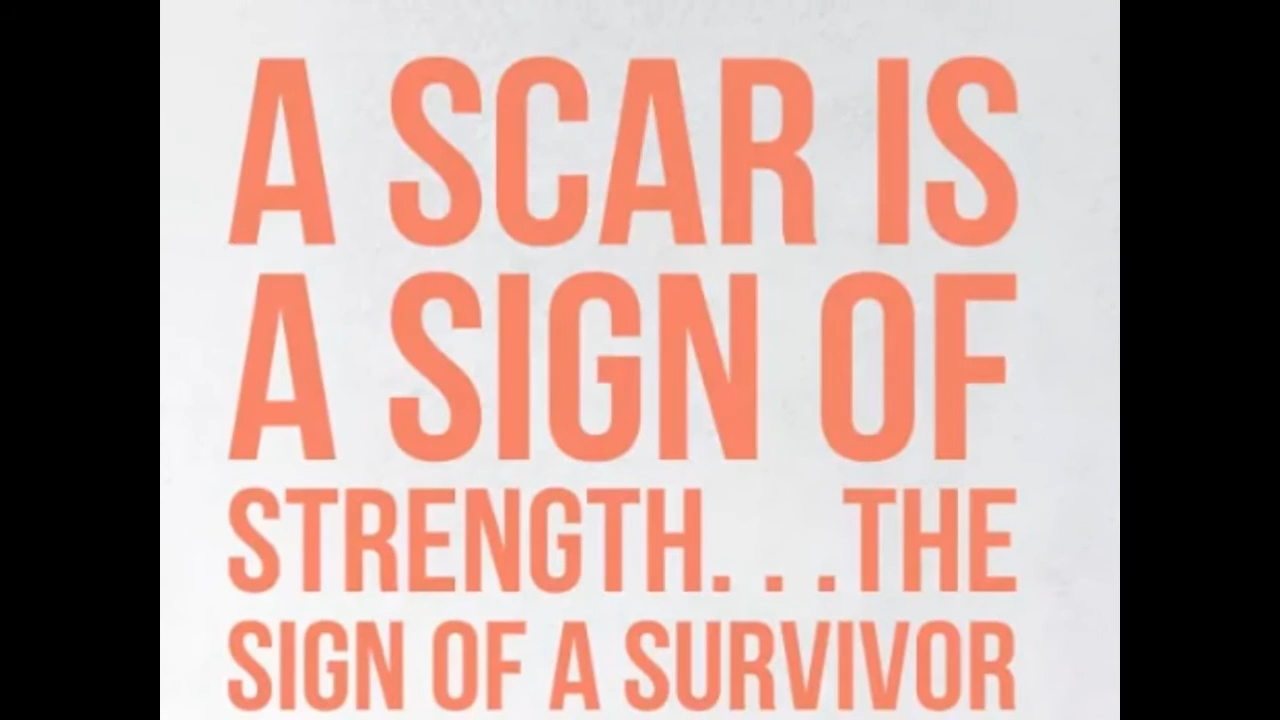 A SCAR IS
A SIGN OF
STRENGTH. . .THE
SIGN OF A SURVIVOR